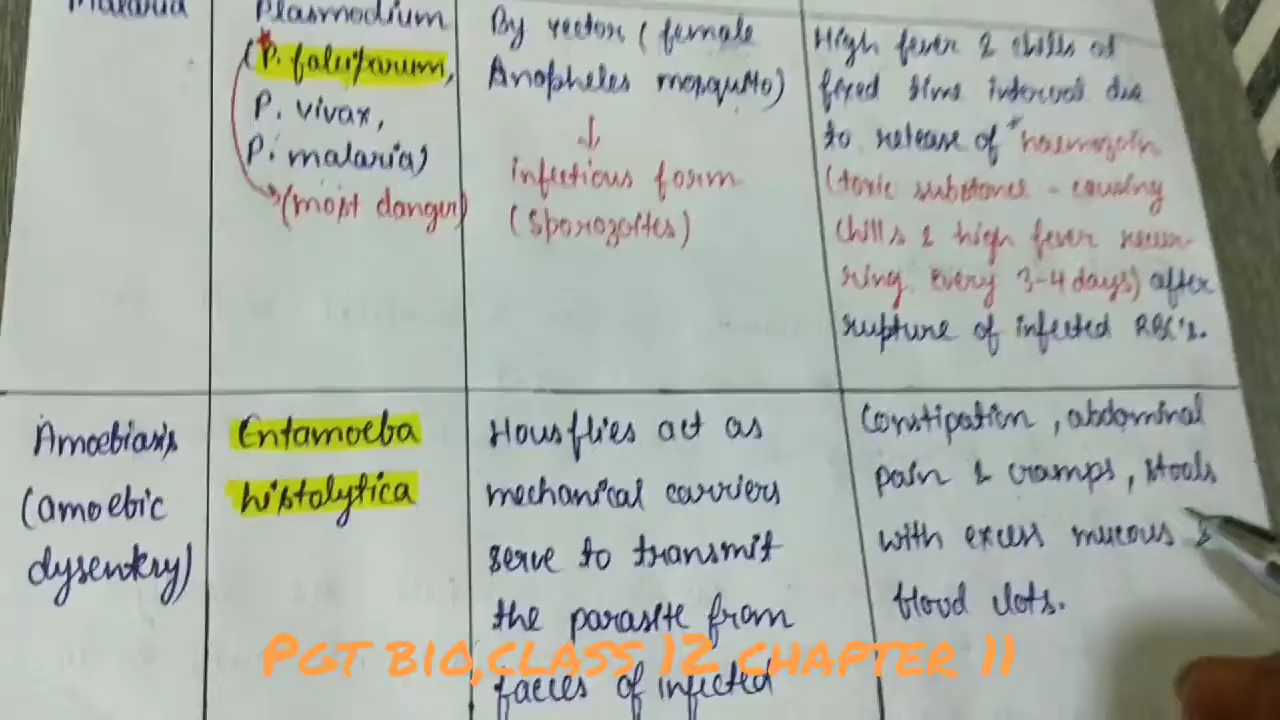 Malaria
Plasmodium
(P. falciparum,
P. vivax,
P. malaria)
(most danger)
By vector (female
Anopheles mosquito)
↓
infectious form
(Sporozoites)
High fever & chills at
fixed time interval due
to release of *haemozoin
(toxic substance - causing
chills & high fever recur-
ring every 3-4 days) after
rupture of infected RBC's.
Amoebiasis
(amoebic
dysentery)
Entamoeba
histolytica
Housflies act as
mechanical carriers
serve to transmit
the parasite from
faeces of infected
Constipation, abdominal
pain & cramps, stools
with excess mucous &
blood clots.
PGT BIO,CLASS 12 CHAPTER 11